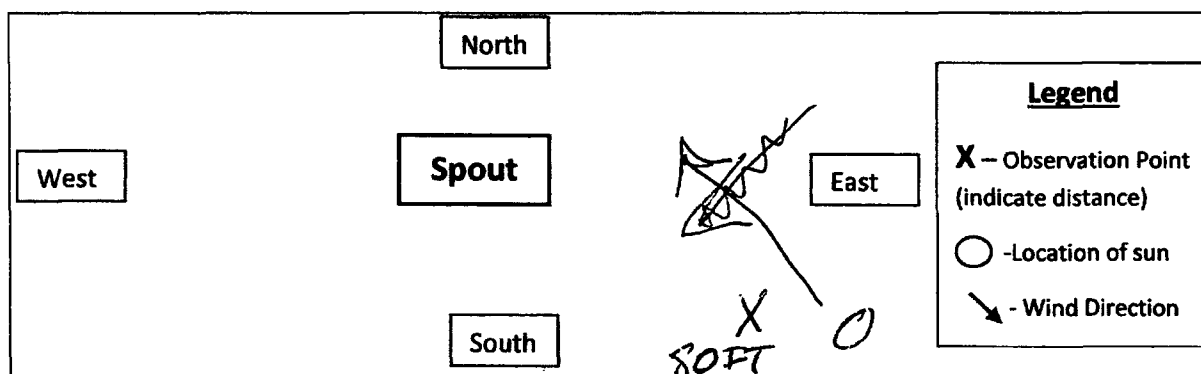 North
Legend
West
Spout
East
X – Observation Point
(indicate distance)
-Location of sun
- Wind Direction
X
South
80FT